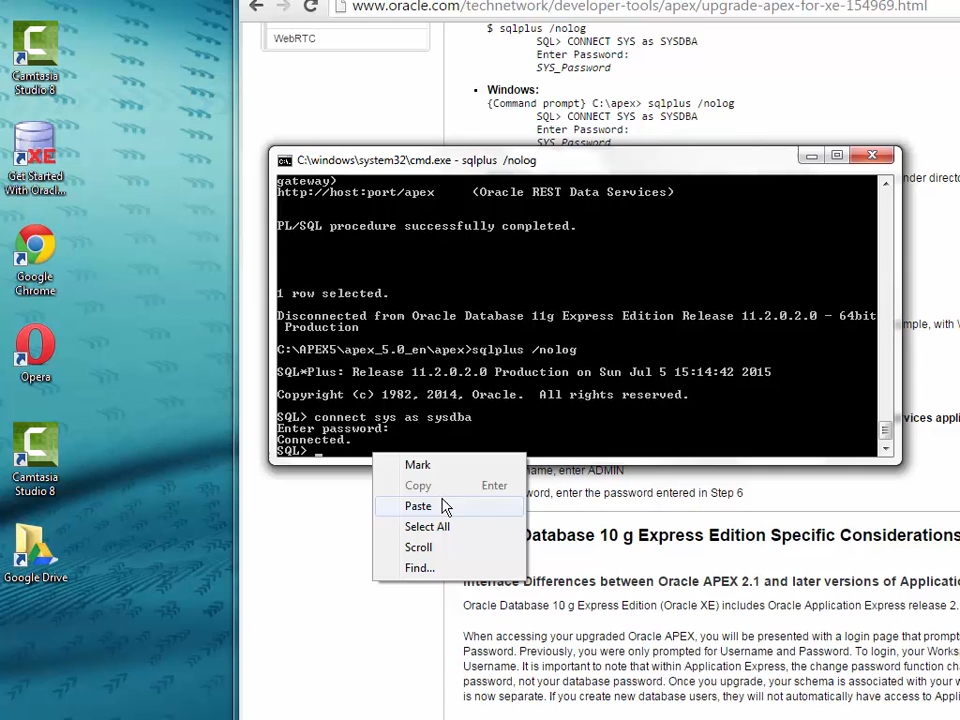 www.oracle.com/technetwork/developer-tools/apex/upgrade-apex-for-xe-154969.html
Camtasia
Studio 8
Get Started
With Oracl...
Google
Chrome
Opera
Camtasia
Studio 8
Google Drive
WebRTC
$ sqlplus /nolog
SQL> CONNECT SYS as SYSDBA
Enter Password:
SYS_Password
Windows:
{Command prompt} C:\apex> sqlplus /nolog
SQL> CONNECT SYS as SYSDBA
Enter Password:
SYS_Password
C:\windows\system32\cmd.exe - sqlplus /nolog
gateway)
http://host:port/apex (Oracle REST Data Services)
PL/SQL procedure successfully completed.
1 row selected.
Disconnected from Oracle Database 11g Express Edition Release 11.2.0.2.0 - 64bit
Production
C:\APEX5\apex_5.0_en\apex>sqlplus /nolog
SQL*Plus: Release 11.2.0.2.0 Production on Sun Jul 5 15:14:42 2015
Copyright (c) 1982, 2014, Oracle. All rights reserved.
SQL> connect sys as sysdba
Enter password:
Connected.
SQL> _
Mark
Copy Enter
Paste
Select All
Scroll
Find...
nder direct
mple, with W
vices appli
name, enter ADMIN
word, enter the password entered in Step 6
Database 10 g Express Edition Specific Considerations
Interface Differences between Oracle APEX 2.1 and later versions of Applicatio
Oracle Database 10 g Express Edition (Oracle XE) includes Oracle Application Express release 2.
When accessing your upgraded Oracle APEX, you will be presented with a login page that prompt
Password. Previously, you were only prompted for Username and Password. To login, your Works
Username. It is important to note that within Application Express, the change password function ch
password, not your database password. Once you upgrade, your schema is associated with your w
is now separate. If you create new database users, they will not automatically have access to Appli